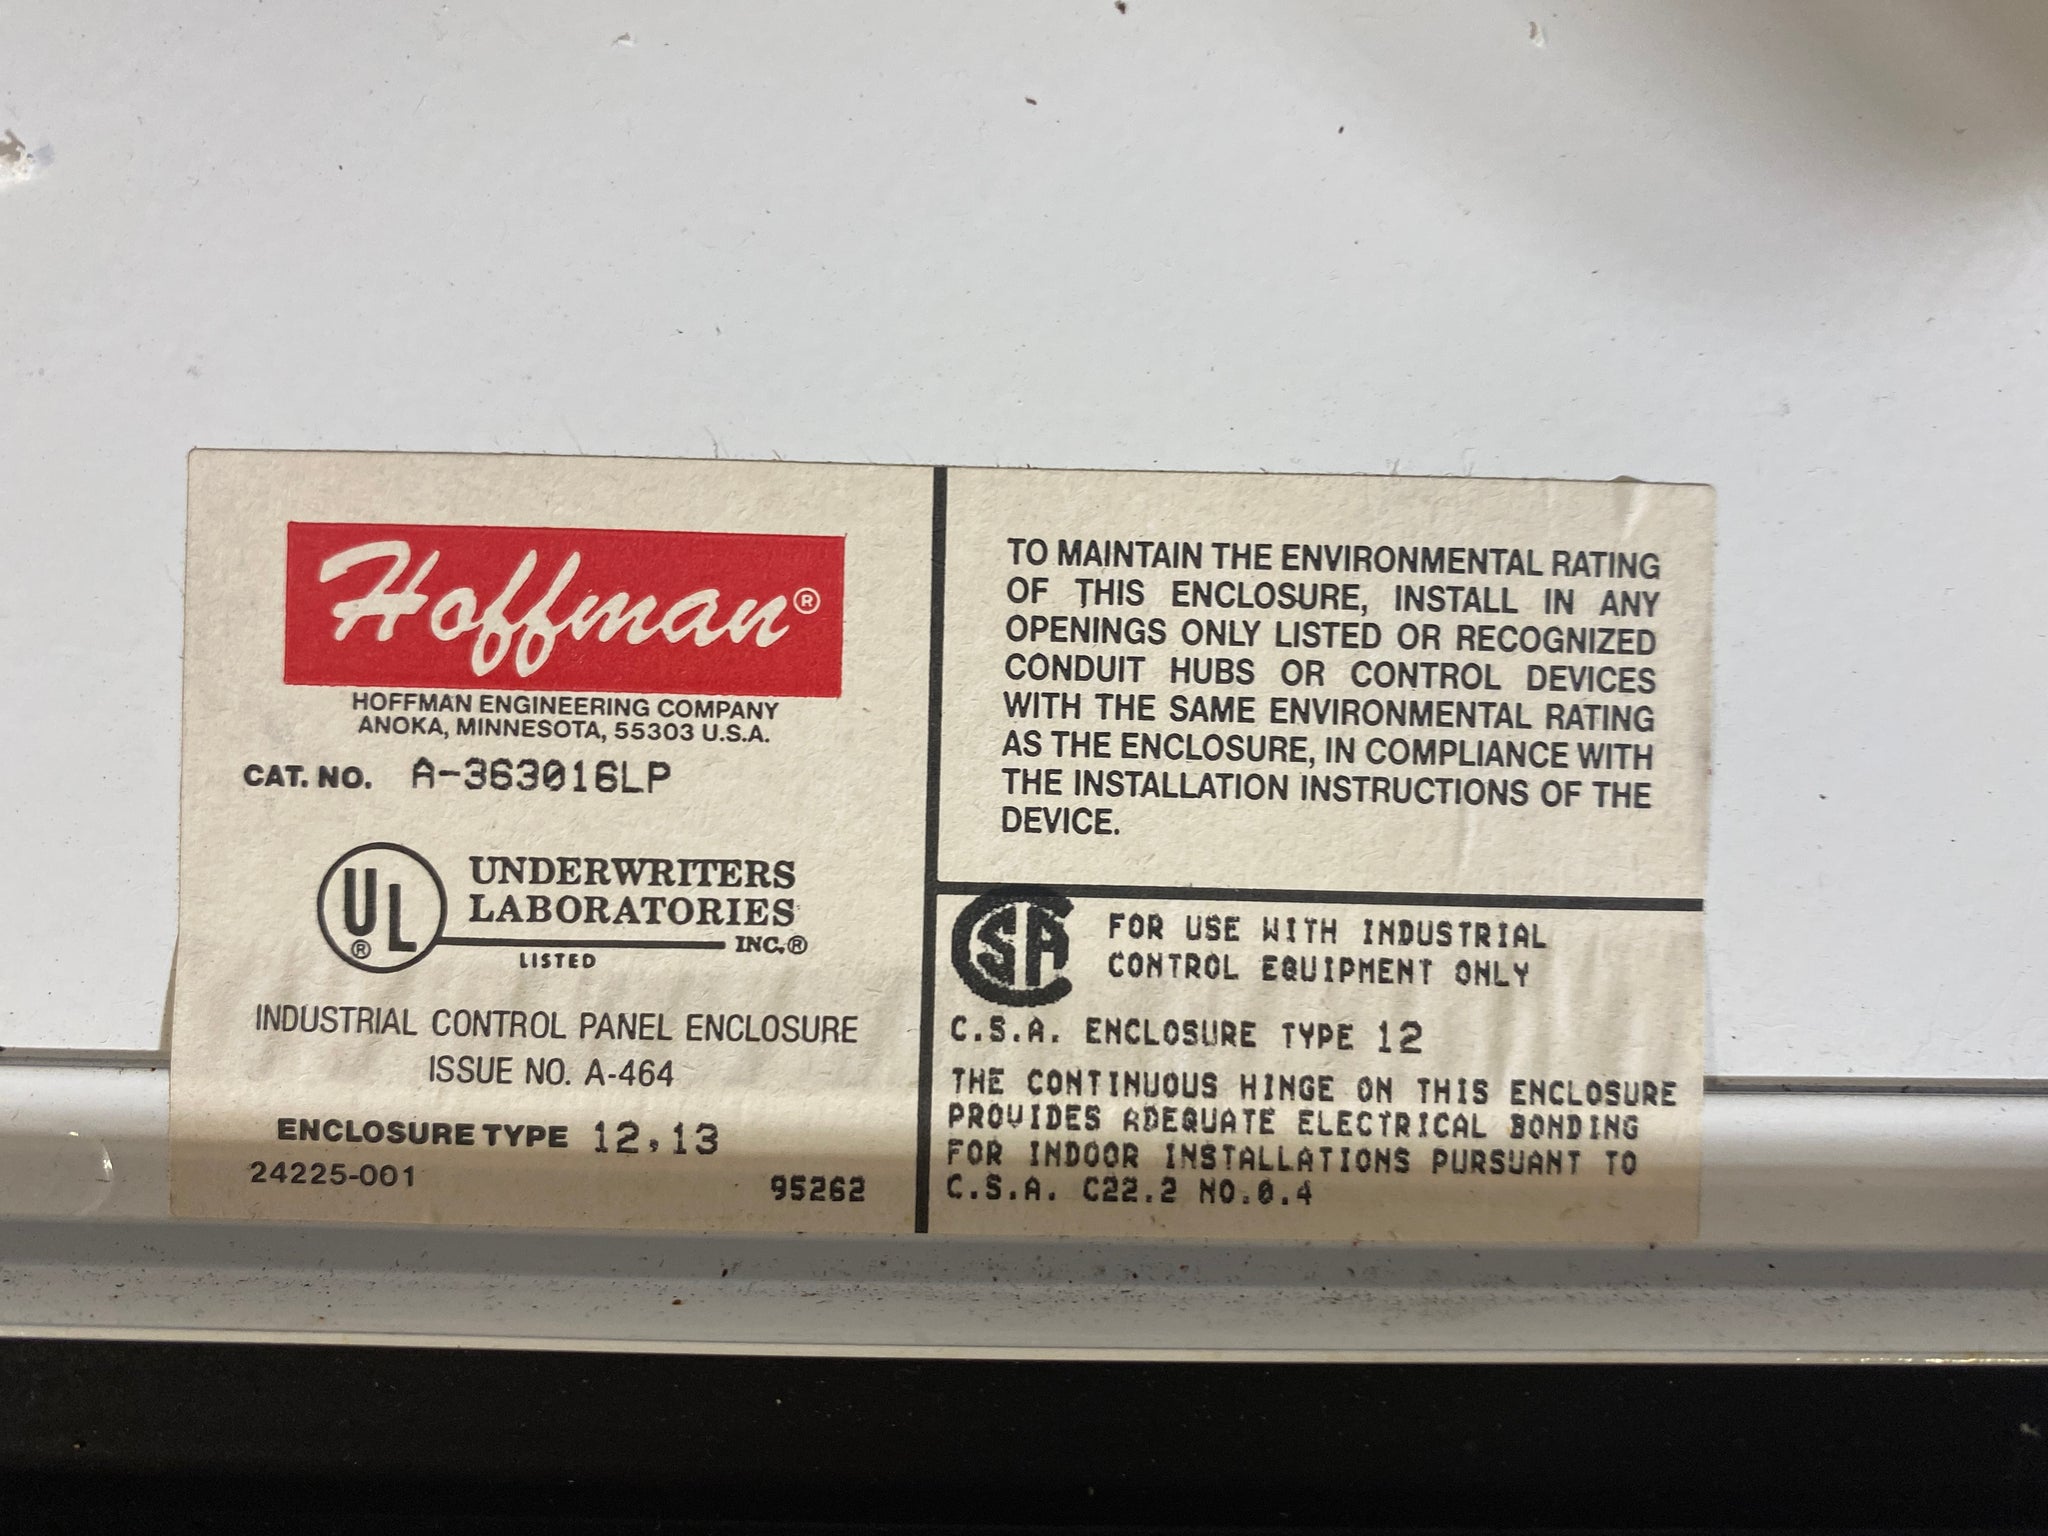 Hoffman®
HOFFMAN ENGINEERING COMPANY
ANOKA, MINNESOTA, 55303 U.S.A.
CAT. NO. A-363016LP
UL®
UNDERWRITERS
LABORATORIES
INC.®
LISTED
INDUSTRIAL CONTROL PANEL ENCLOSURE
ISSUE NO. A-464
ENCLOSURE TYPE 12,13
24225-001
95262
TO MAINTAIN THE ENVIRONMENTAL RATING
OF THIS ENCLOSURE, INSTALL IN ANY
OPENINGS ONLY LISTED OR RECOGNIZED
CONDUIT HUBS OR CONTROL DEVICES
WITH THE SAME ENVIRONMENTAL RATING
AS THE ENCLOSURE, IN COMPLIANCE WITH
THE INSTALLATION INSTRUCTIONS OF THE
DEVICE.
CSA
FOR USE WITH INDUSTRIAL
CONTROL EQUIPMENT ONLY
C.S.A. ENCLOSURE TYPE 12
THE CONTINUOUS HINGE ON THIS ENCLOSURE
PROVIDES ADEQUATE ELECTRICAL BONDING
FOR INDOOR INSTALLATIONS PURSUANT TO
C.S.A. C22.2 NO.0.4